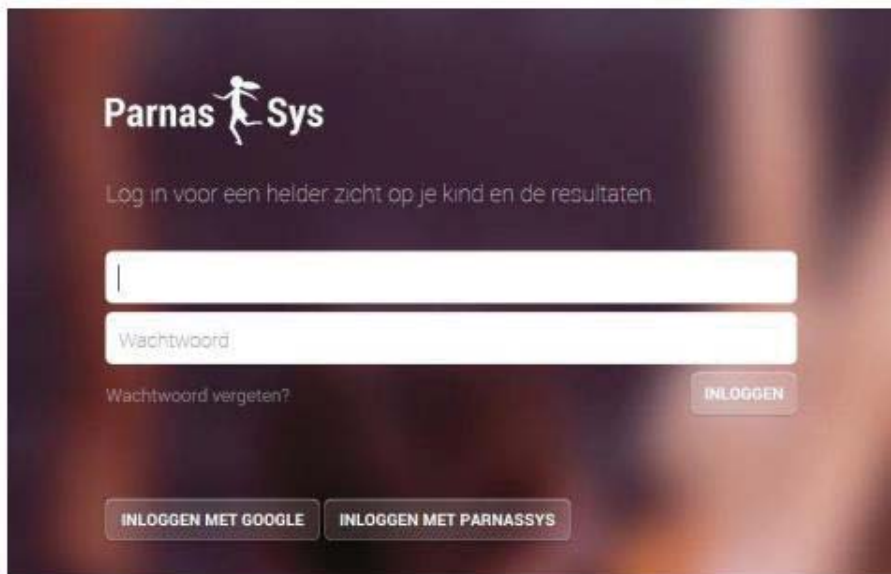 Parnas Sys
Log in voor een helder zicht op je kind en de resultaten.
Wachtwoord
Wachtwoord vergeten?
INLOGGEN
INLOGGEN MET GOOGLE
INLOGGEN MET PARNASSYS